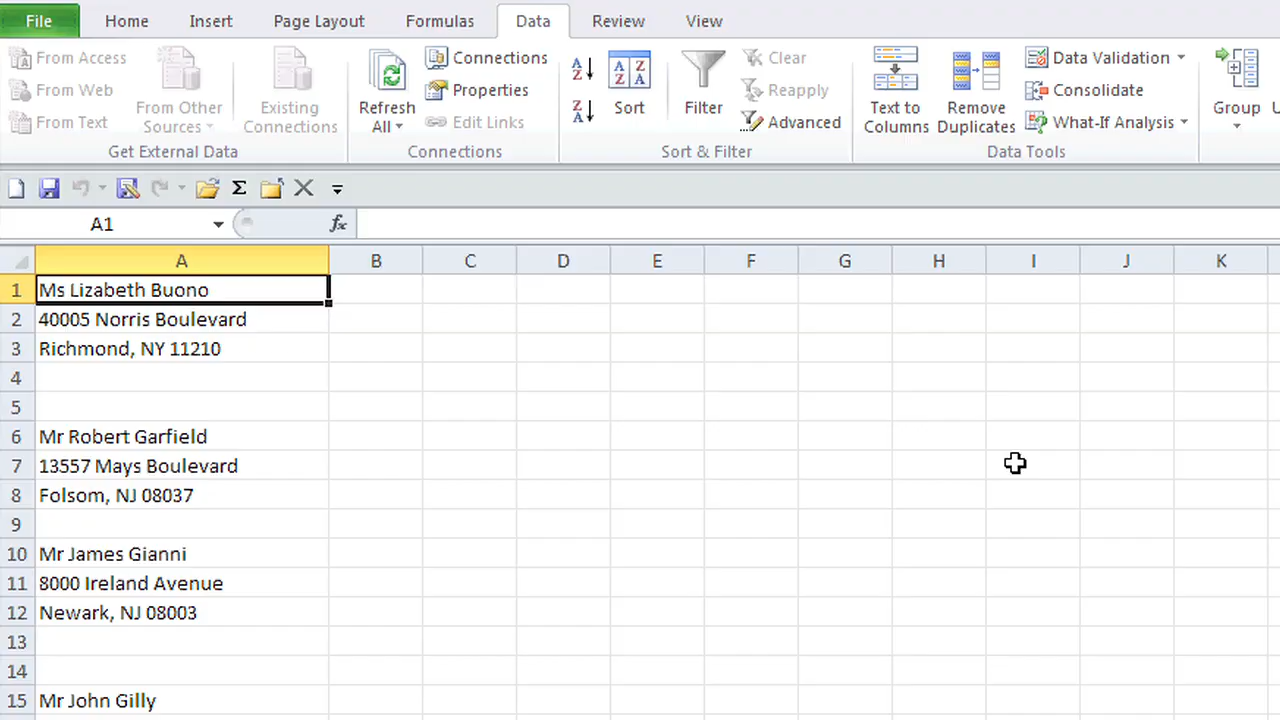 File Home Insert Page Layout Formulas Data Review View
From Access
From Web
From Text
From Other Sources
Existing Connections
Get External Data
Refresh All
Connections
Properties
Edit Links
Connections
A Z
Z A
A Z Z A
Sort
Filter
Clear
Reapply
Advanced
Sort & Filter
Text to Columns
Remove Duplicates
Data Validation
Consolidate
What-If Analysis
Data Tools
Group
Σ
A1
fx
A B C D E F G H I J K
1 Ms Lizabeth Buono
2 40005 Norris Boulevard
3 Richmond, NY 11210
4
5
6 Mr Robert Garfield
7 13557 Mays Boulevard
8 Folsom, NJ 08037
9
10 Mr James Gianni
11 8000 Ireland Avenue
12 Newark, NJ 08003
13
14
15 Mr John Gilly